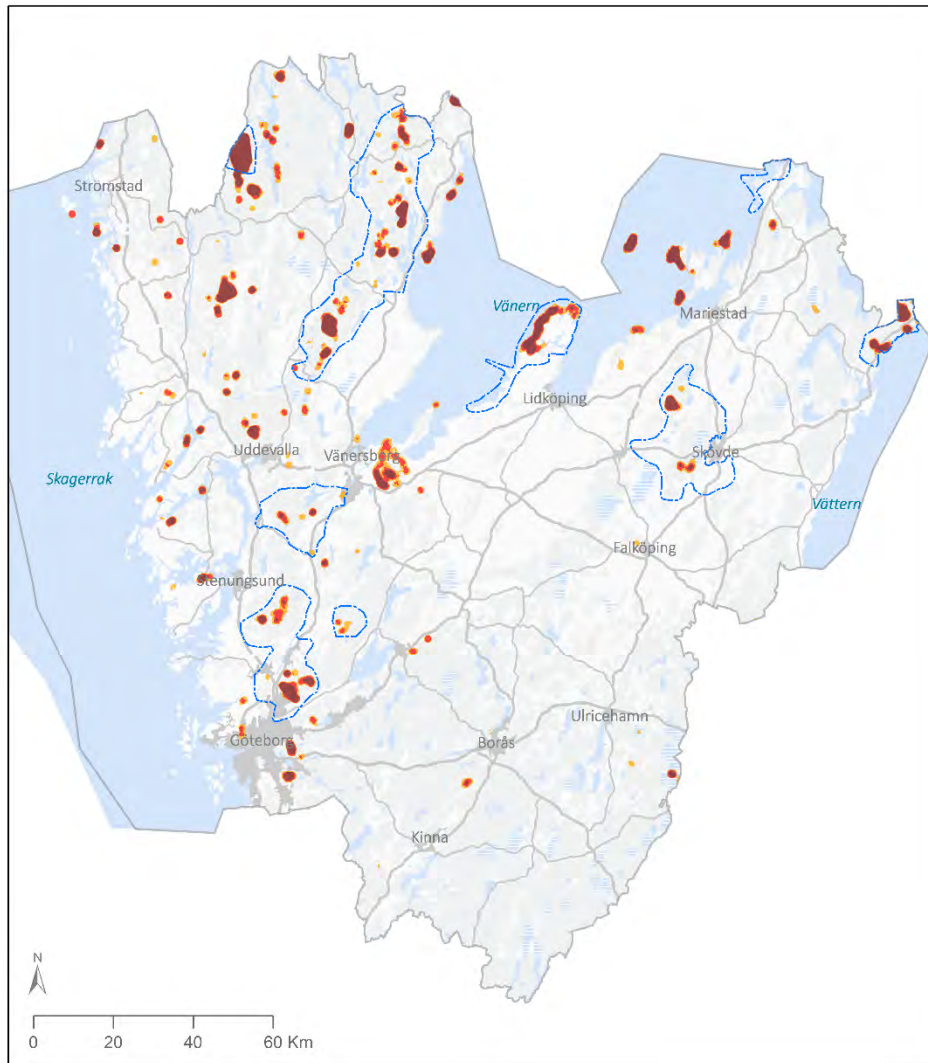 Strömstad
Vänern
Mariestad
Lidköping
Uddevalla
Vänersborg
Skövde
Skagerrak
Vättern
Falköping
Stenungsund
Ulricehamn
Göteborg
Borås
Kinna
N
0 20 40 60 Km